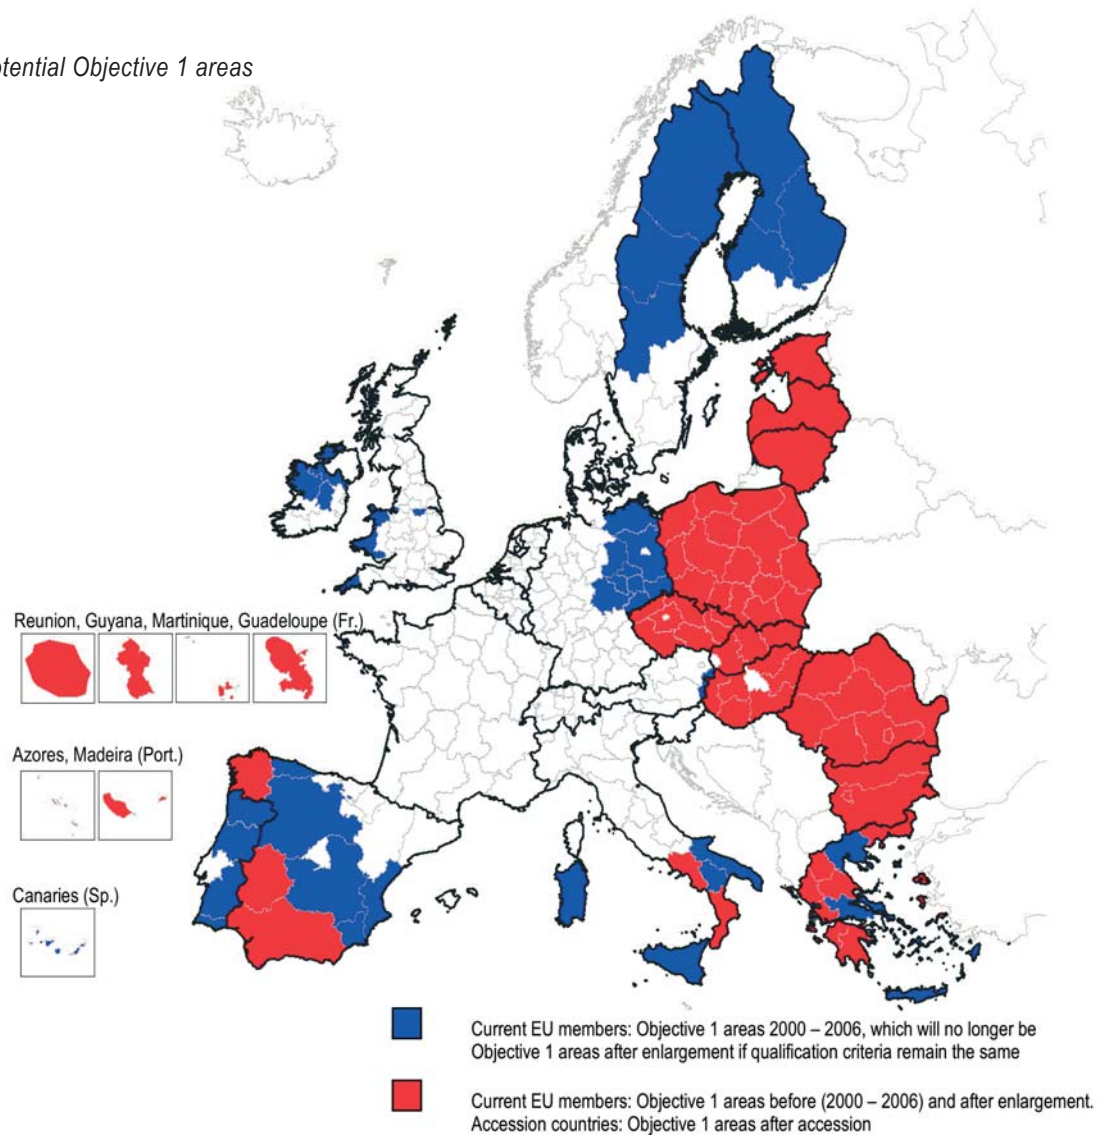 otential Objective 1 areas
Reunion, Guyana, Martinique, Guadeloupe (Fr.)
Azores, Madeira (Port.)
Canaries (Sp.)
Current EU members: Objective 1 areas 2000 – 2006, which will no longer be
Objective 1 areas after enlargement if qualification criteria remain the same
Current EU members: Objective 1 areas before (2000 – 2006) and after enlargement.
Accession countries: Objective 1 areas after accession